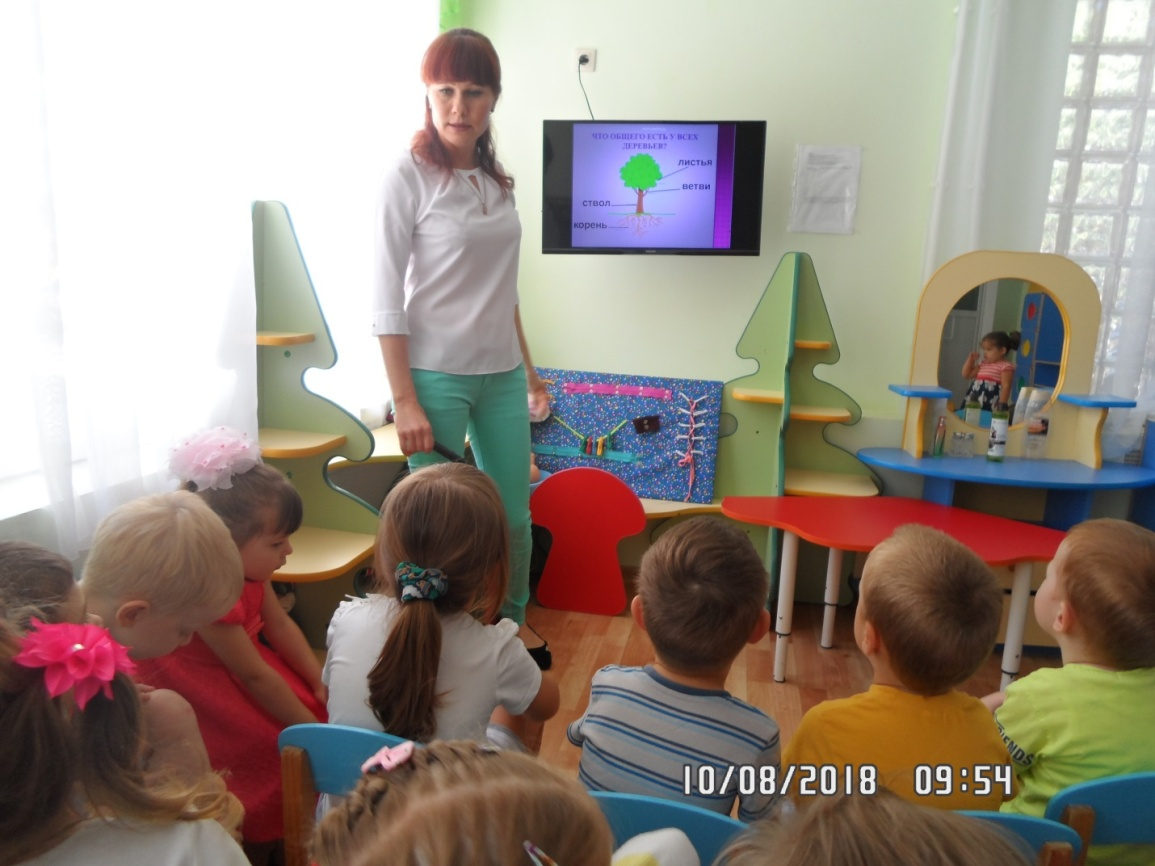 ЧТО ОБЩЕГО ЕСТЬ У ВСЕХ
ДЕРЕВЬЕВ?
листья
ветви
ствол
корень
10/08/2018 09:54